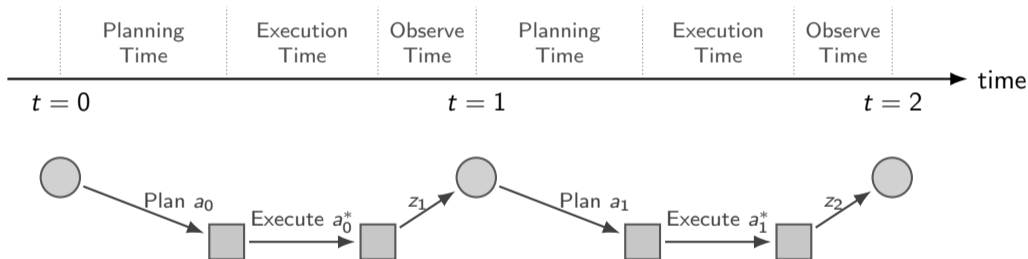 Planning Time
Execution Time
Observe Time
Planning Time
Execution Time
Observe Time
time
t = 0
t = 1
t = 2
Plan a₀
Execute a₀*
z₁
Plan a₁
Execute a₁*
z₂